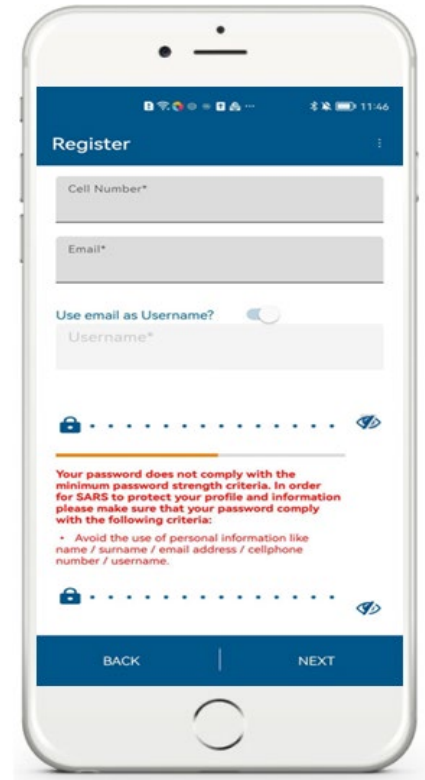 11:46
Register
Cell Number*
Email*
Use email as Username?
Username*
Your password does not comply with the
minimum password strength criteria. In order
for SARS to protect your profile and information
please make sure that your password comply
with the following criteria:
• Avoid the use of personal information like
name / surname / email address / cellphone
number / username.
BACK
NEXT